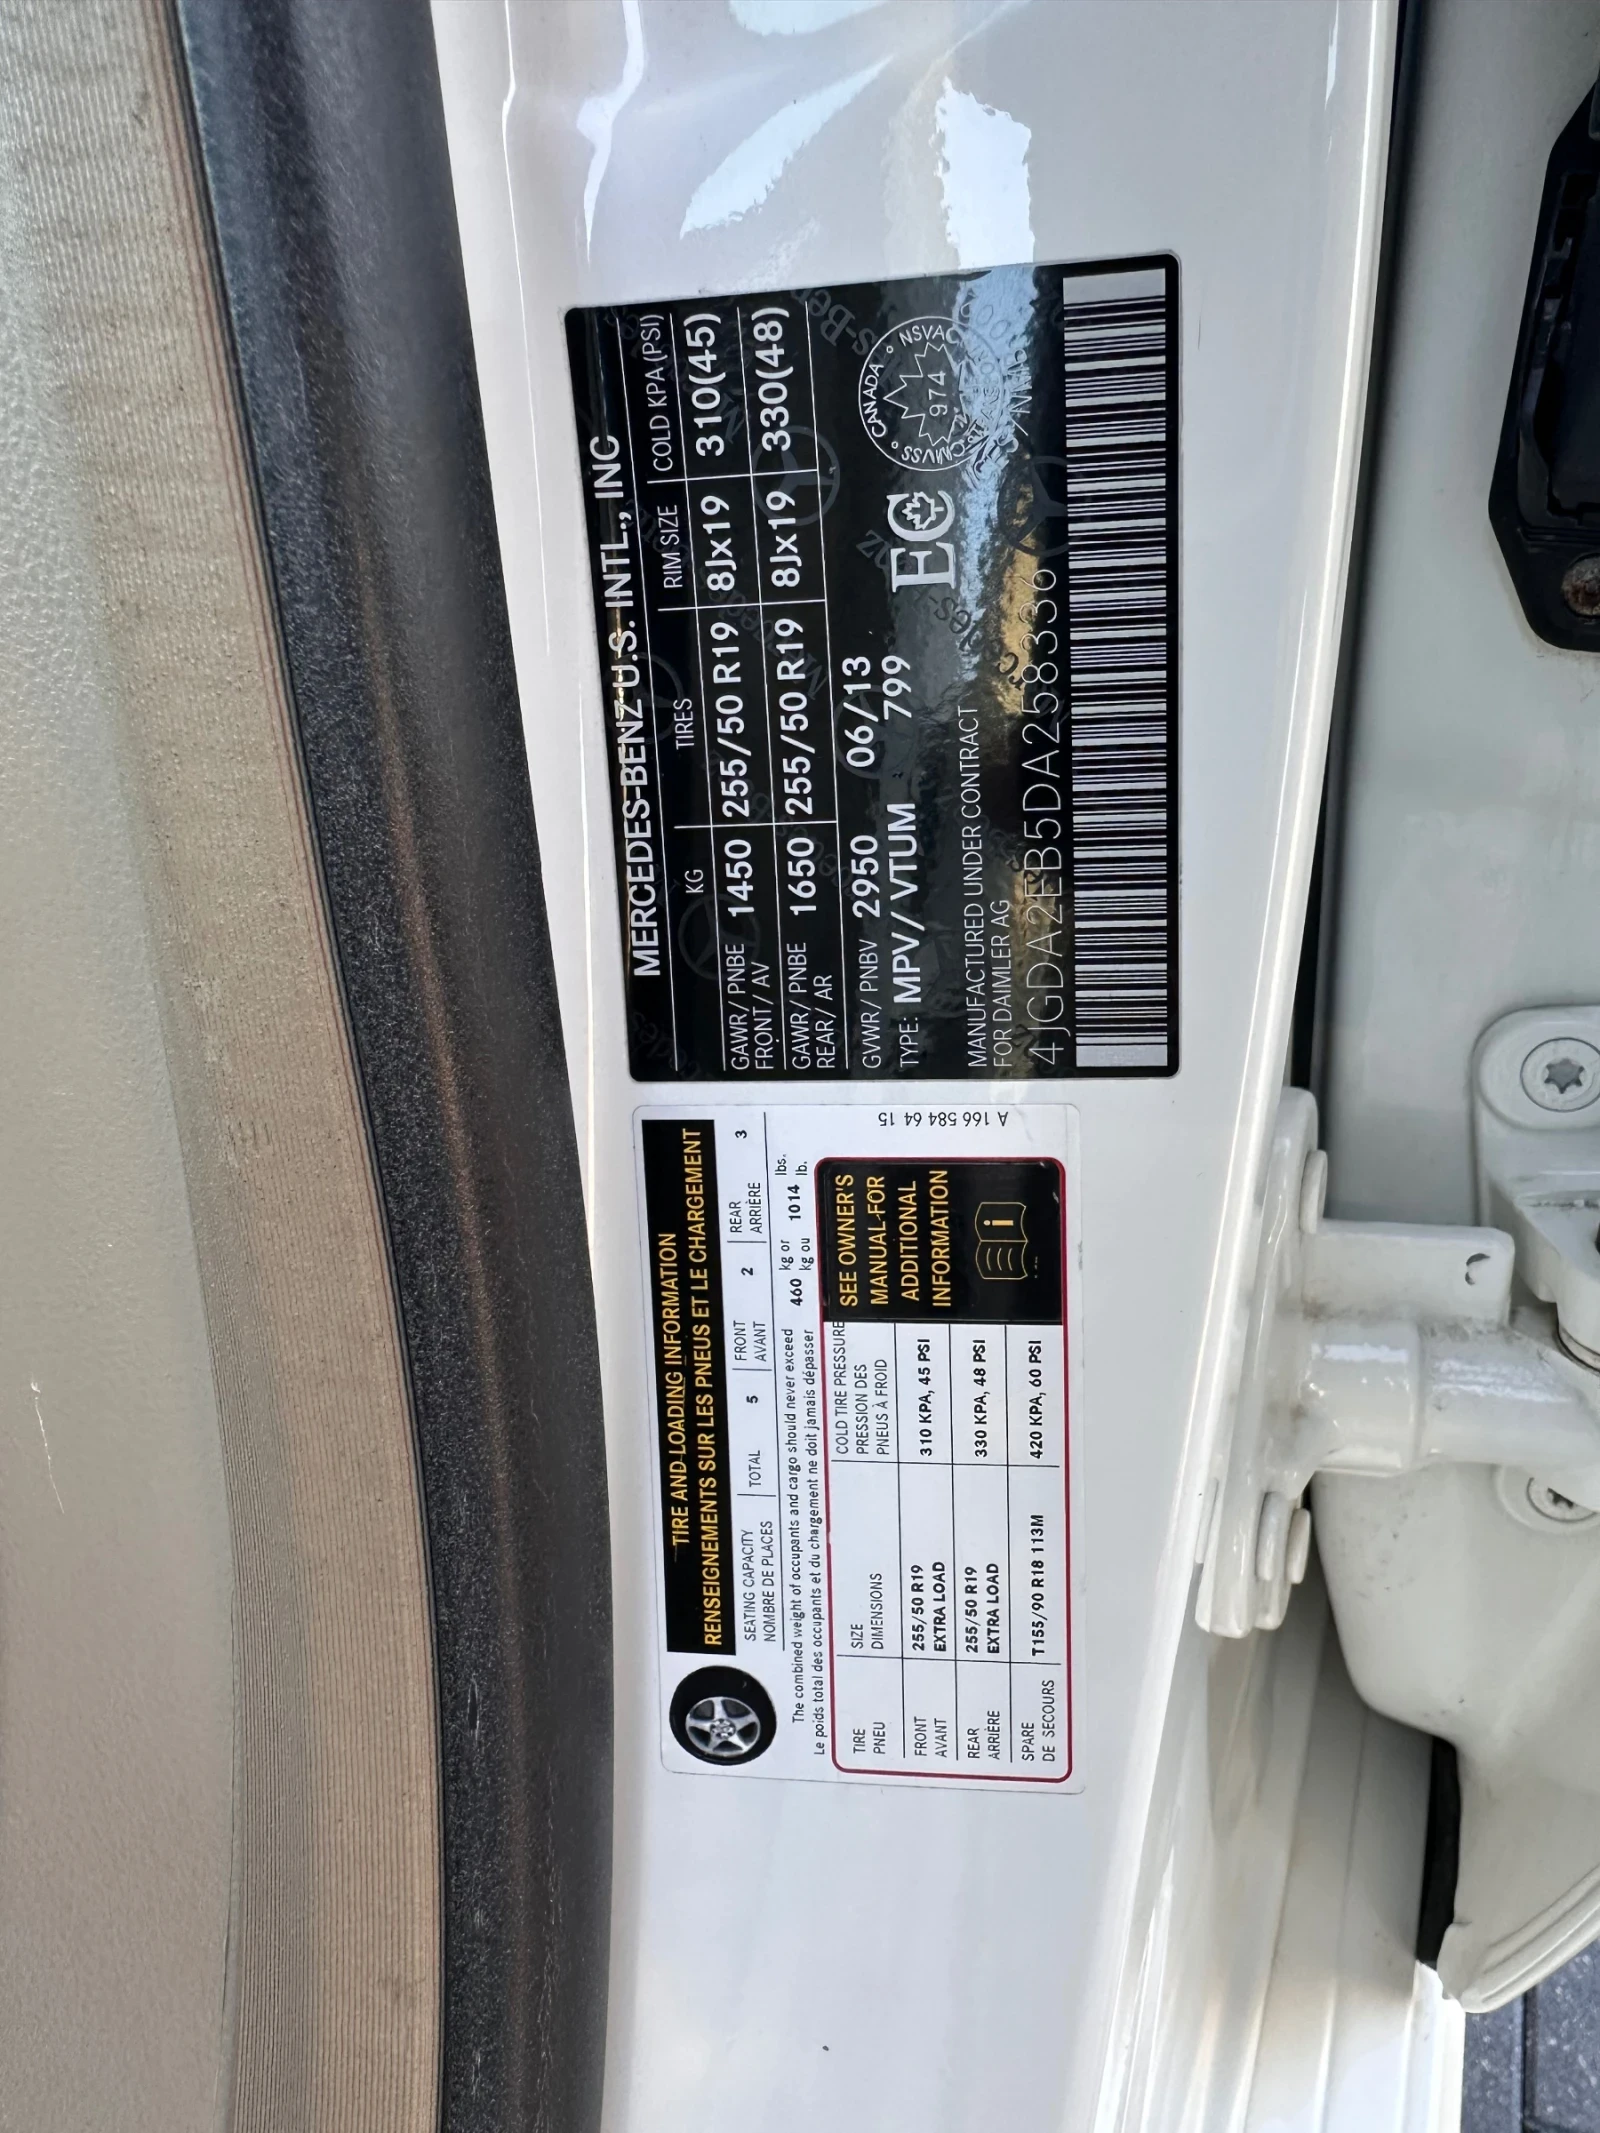 MERCEDES-BENZ U.S. INTL., INC
KG TIRES RIM SIZE COLD KPA(PSI)
GAWR/ PNBE 1450 255/50 R19 8Jx19 310(45)
FRONT/ AV
GAWR/ PNBE 1650 255/50 R19 8Jx19 330(48)
REAR/ AR
GVWR/ PNBV 2950 06/13
TYPE: MPV/VTUM 799
EC
CANADA
NSVAC
974
CMVSS
MANUFACTURED UNDER CONTRACT
FOR DAIMLER AG
4JGDA2EB5DA258336
TIRE AND LOADING INFORMATION
RENSEIGNEMENTS SUR LES PNEUS ET LE CHARGEMENT
SEATING CAPACITY TOTAL 5 FRONT 2 REAR 3
NOMBRE DE PLACES AVANT ARRIÈRE
The combined weight of occupants and cargo should never exceed 460 kg or 1014 lbs.
Le poids total des occupants et du chargement ne doit jamais dépasser kg ou lb.
TIRE SIZE COLD TIRE PRESSURE
PNEU DIMENSIONS PRESSION DES
PNEUS À FROID
FRONT 255/50 R19 310 KPA, 45 PSI
AVANT EXTRA LOAD
REAR 255/50 R19 330 KPA, 48 PSI
ARRIÈRE EXTRA LOAD
SPARE T155/90 R18 113M 420 KPA, 60 PSI
DE SECOURS
SEE OWNER'S
MANUAL FOR
ADDITIONAL
INFORMATION
i
A 166 584 64 15